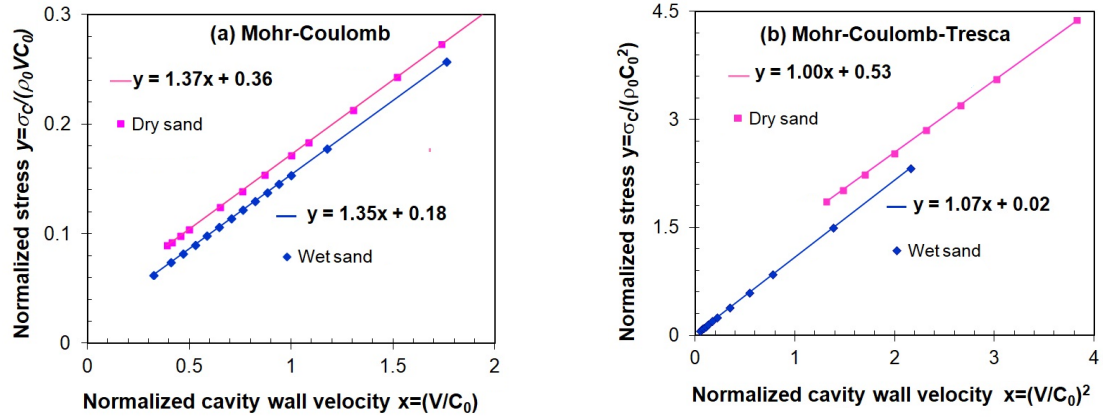 (a) Mohr-Coulomb
y = 1.37x + 0.36
Dry sand
y = 1.35x + 0.18
Wet sand
Normalized stress y=σC/(ρ0VC0)
0.3
0.2
0.1
0
0 0.5 1 1.5 2
Normalized cavity wall velocity x=(V/C0)
(b) Mohr-Coulomb-Tresca
y = 1.00x + 0.53
Dry sand
y = 1.07x + 0.02
Wet sand
Normalized stress y=σC/(ρ0C0²)
4.5
3
1.5
0
0 1 2 3 4
Normalized cavity wall velocity x=(V/C0)²